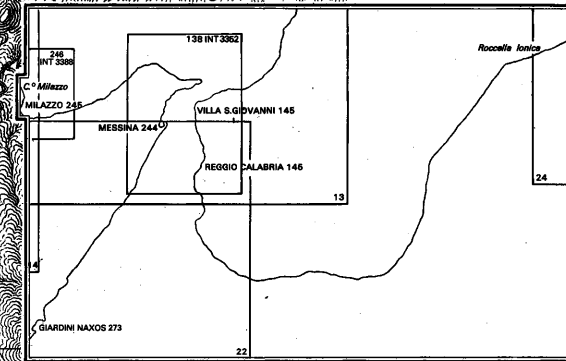 138 INT 3362
Roccella Ionica
246
INT 3388
C.º Milazzo
MILAZZO 245
VILLA S.GIOVANNI 145
MESSINA 244
REGGIO CALABRIA 145
24
13
14
GIARDINI NAXOS 273
22